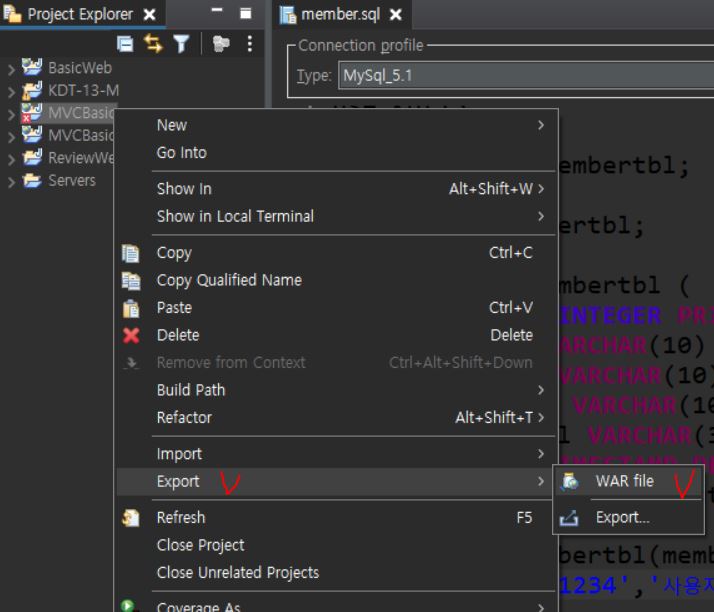 Project Explorer
member.sql
Connection profile
Type: MySql_5.1
BasicWeb
KDT-13-M
MVCBasic
MVCBasic
ReviewWe
Servers
New
Go Into
Show In Alt+Shift+W
Show in Local Terminal
Copy Ctrl+C
Copy Qualified Name
Paste Ctrl+V
Delete Delete
Remove from Context Ctrl+Alt+Shift+Down
Build Path
Refactor Alt+Shift+T
Import
Export
Refresh F5
Close Project
Close Unrelated Projects
Coverage As
WAR file
Export...
embertbl;
ertbl;
mbertbl (
INTEGER PR
ARCHAR(10)
VARCHAR(10)
VARCHAR(10
l VARCHAR(3
bertbl(mem
1234','사용자